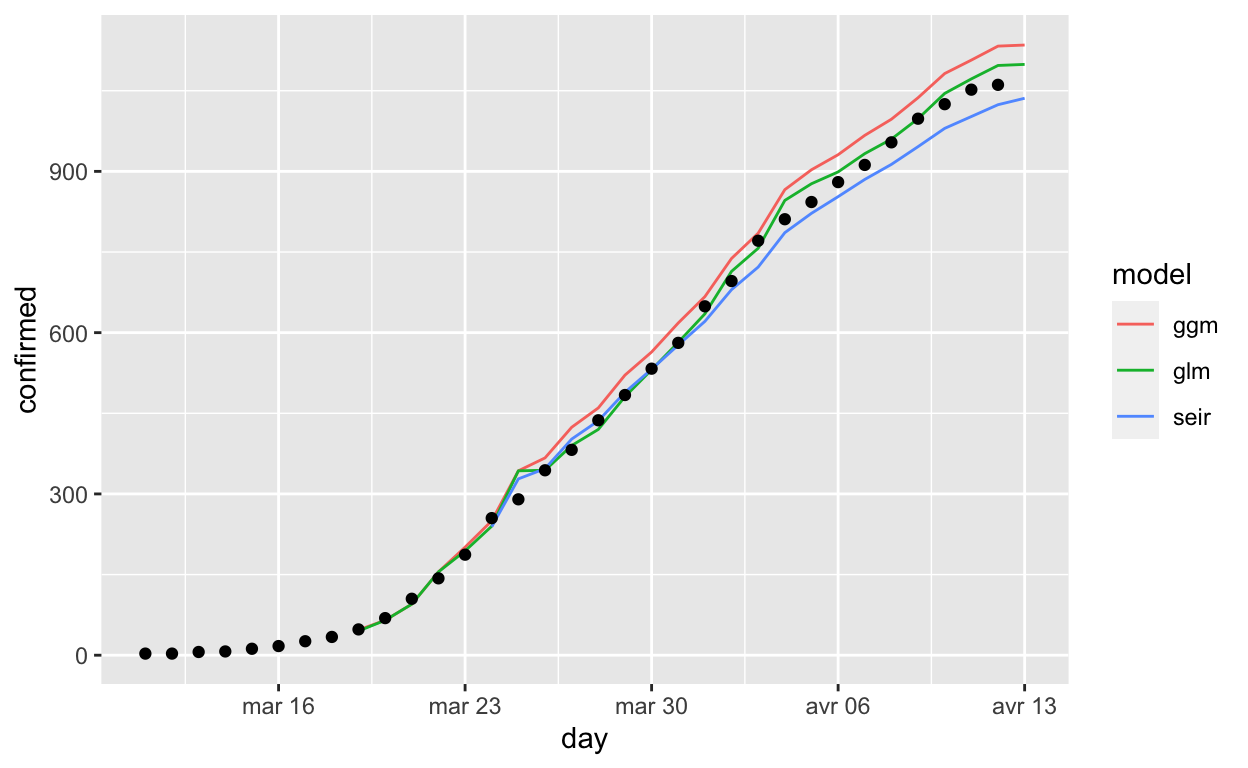 confirmed
900
600
300
0
mar 16
mar 23
mar 30
avr 06
avr 13
day
model
ggm
glm
seir